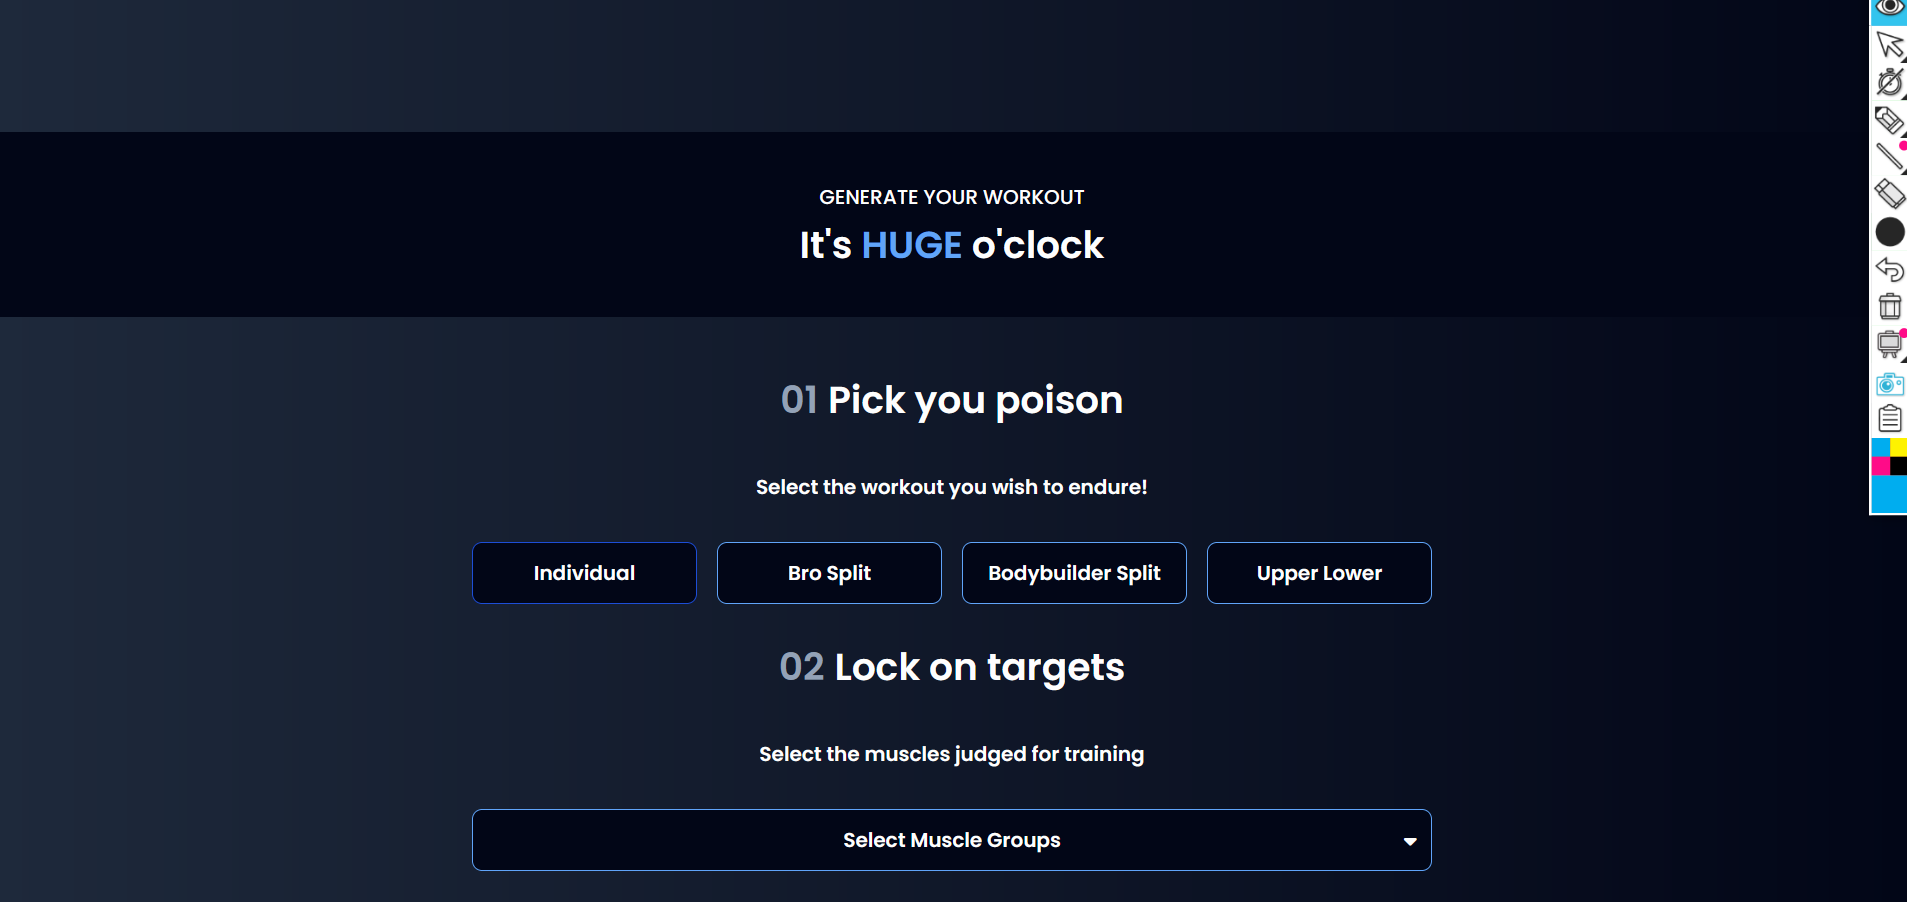 GENERATE YOUR WORKOUT
It's HUGE o'clock
01 Pick you poison
Select the workout you wish to endure!
Individual
Bro Split
Bodybuilder Split
Upper Lower
02 Lock on targets
Select the muscles judged for training
Select Muscle Groups